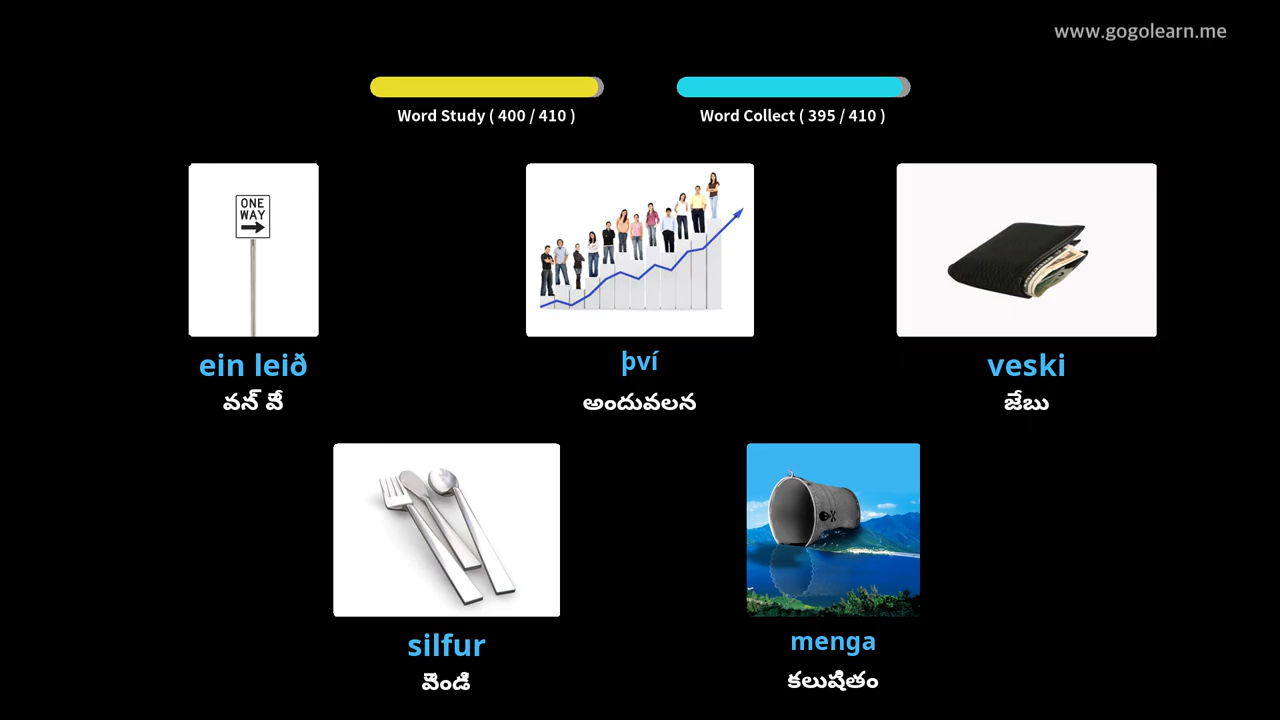 www.gogolearn.me
Word Study ( 400 / 410 )
Word Collect ( 395 / 410 )
ONE
WAY
ein leið
því
veski
వన్ వే
అందువలన
జేబు
silfur
menga
వెండి
కలుషితం